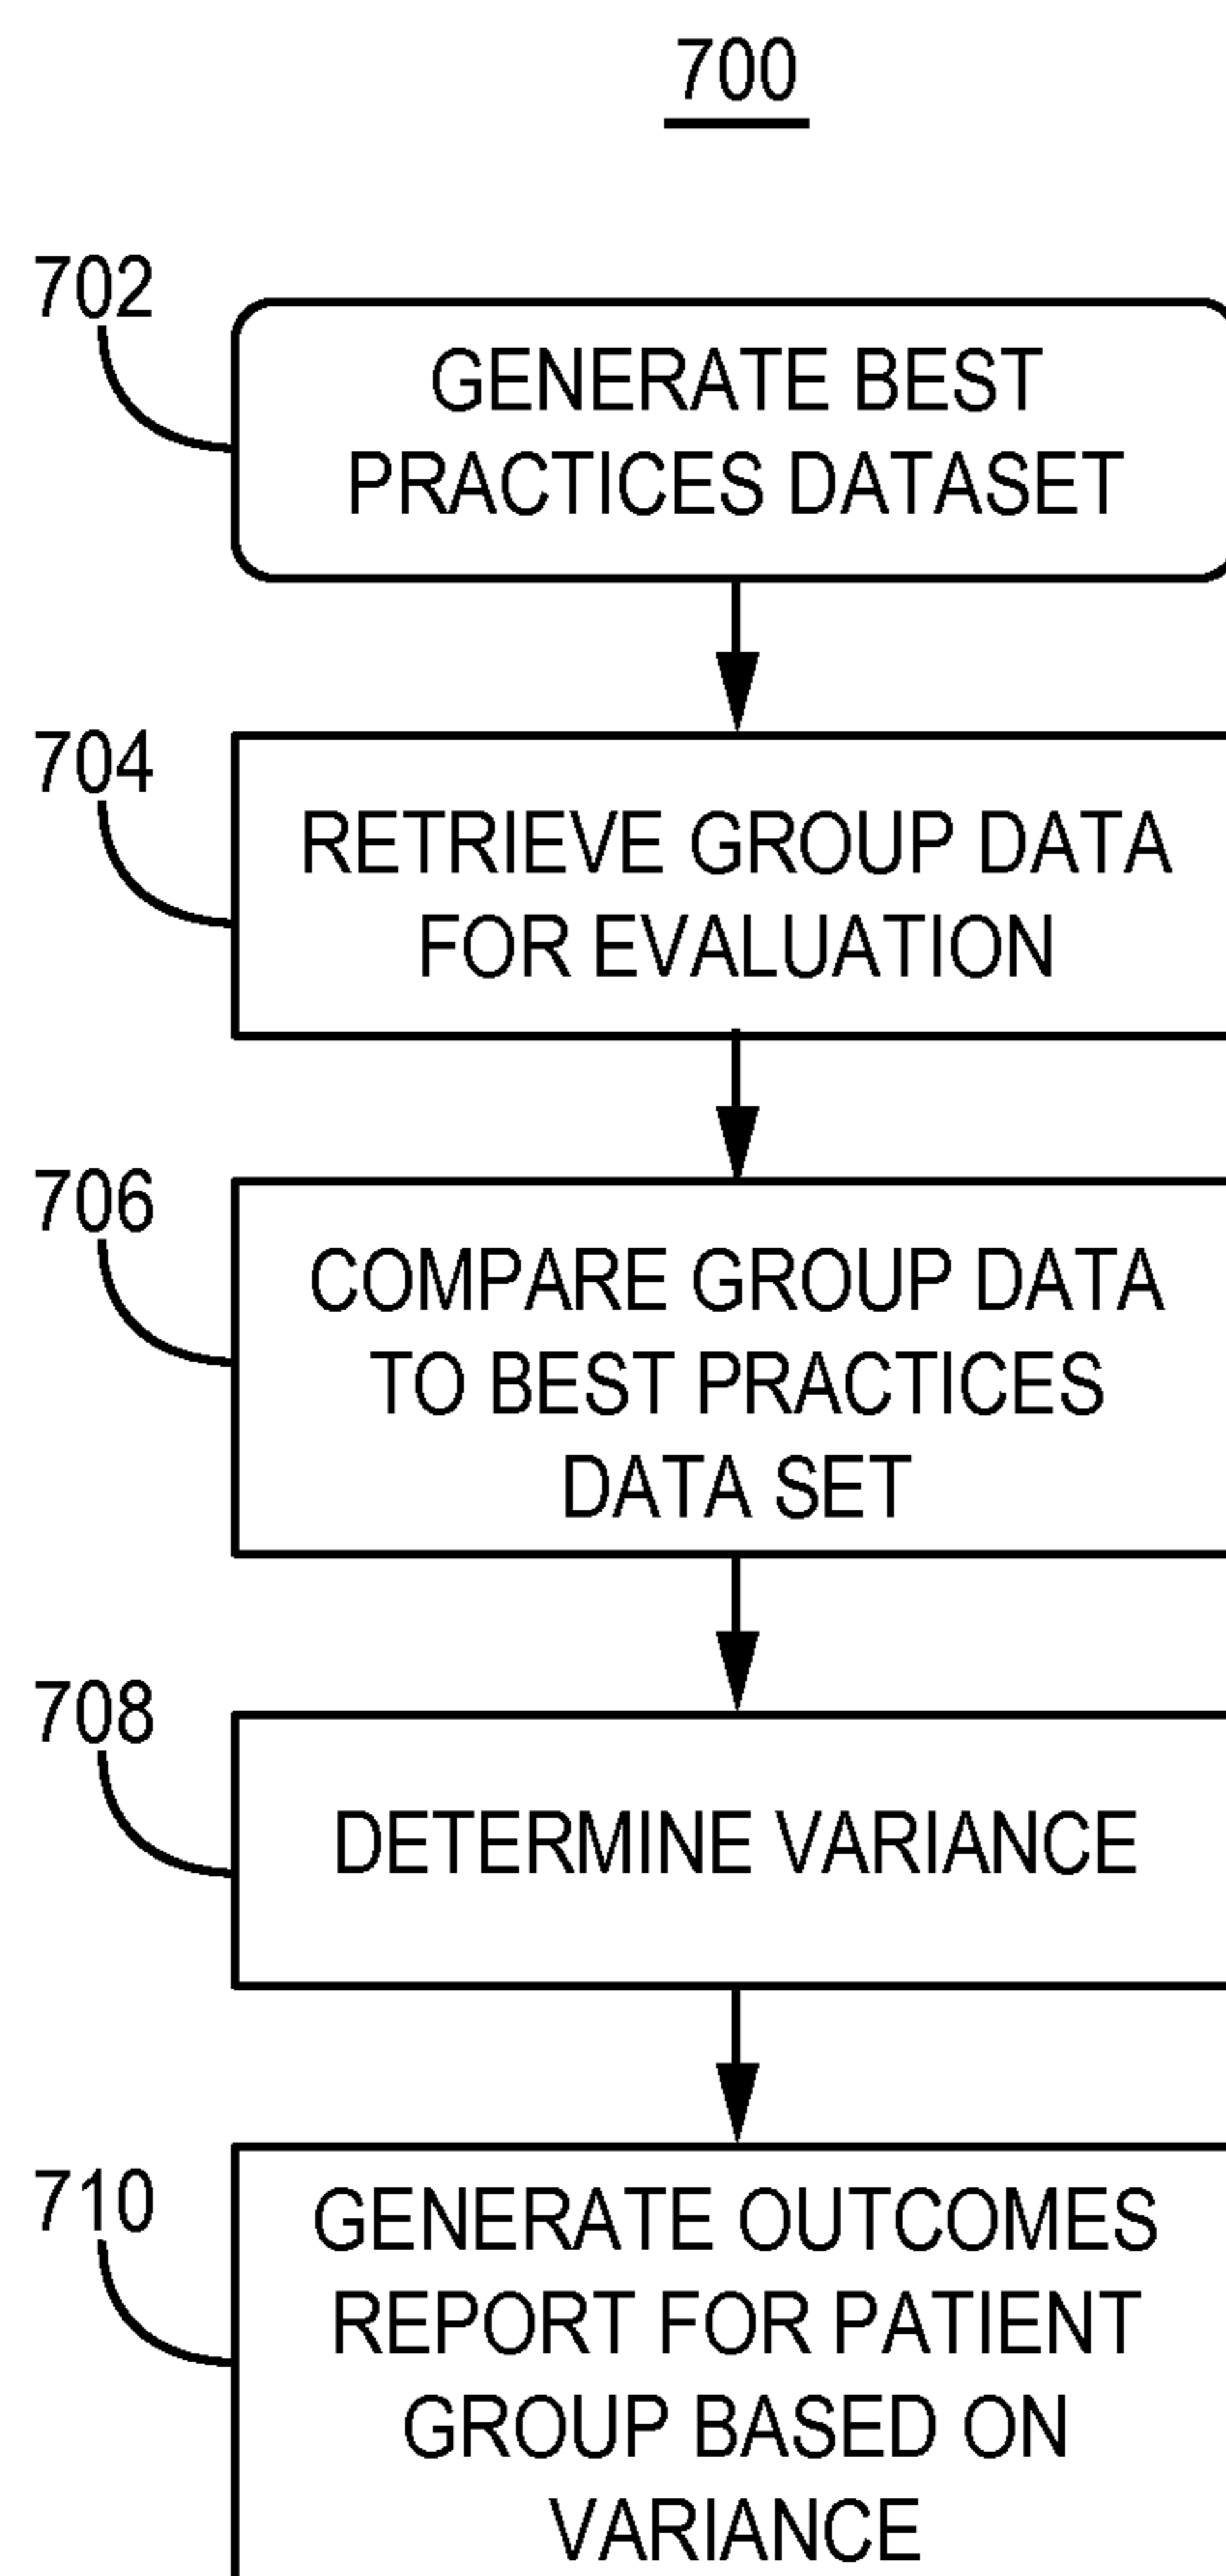 700
702
GENERATE BEST
PRACTICES DATASET
704
RETRIEVE GROUP DATA
FOR EVALUATION
706
COMPARE GROUP DATA
TO BEST PRACTICES
DATA SET
708
DETERMINE VARIANCE
710
GENERATE OUTCOMES
REPORT FOR PATIENT
GROUP BASED ON
VARIANCE